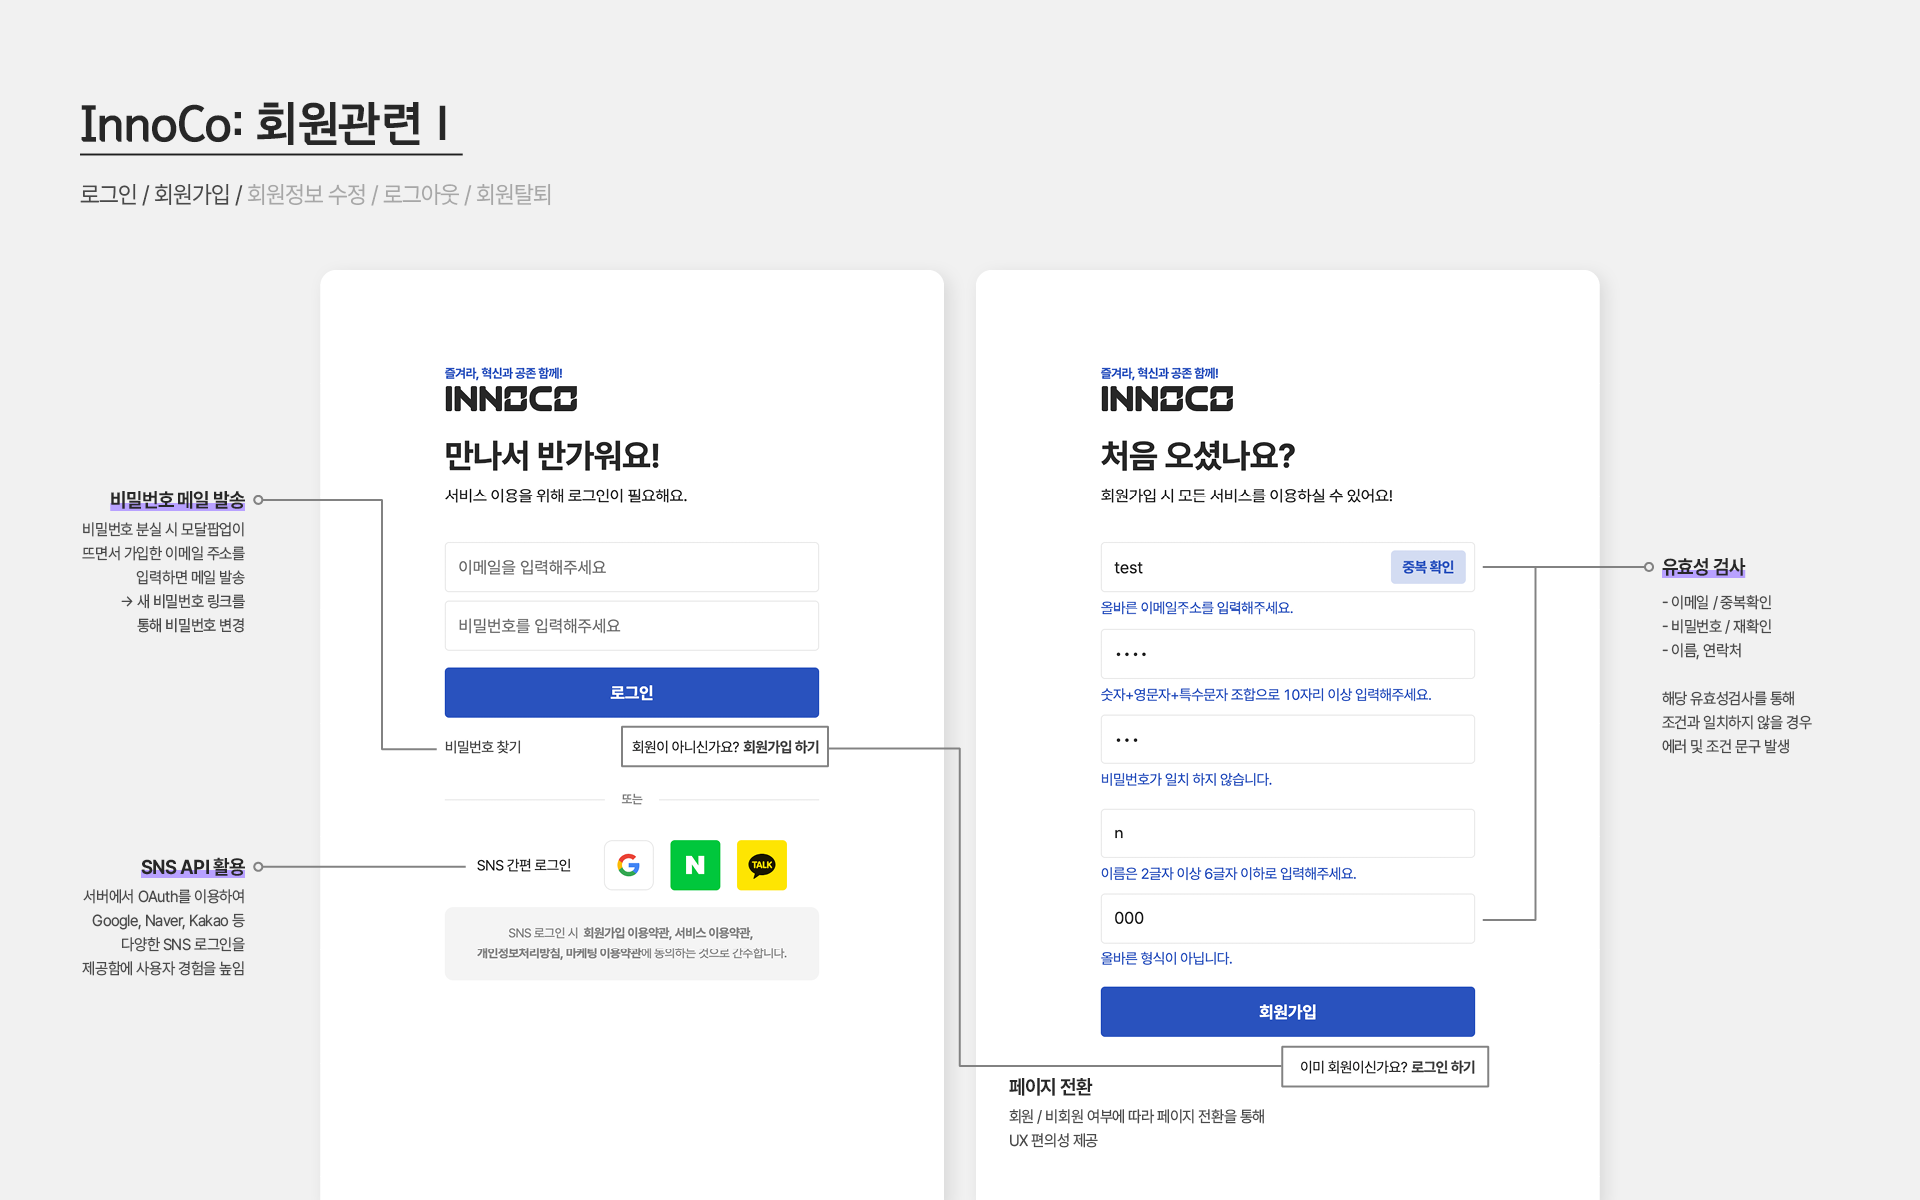 InnoCo: 회원관련 I
로그인 / 회원가입 / 회원정보 수정 / 로그아웃 / 회원탈퇴
비밀번호 메일 발송
비밀번호 분실 시 모달팝업이
뜨면서 가입한 이메일 주소를
입력하면 메일 발송
→ 새 비밀번호 링크를
통해 비밀번호 변경
SNS API 활용
서버에서 OAuth를 이용하여
Google, Naver, Kakao 등
다양한 SNS 로그인을
제공함에 사용자 경험을 높임
즐겨라, 혁신과 공존 함께!
INNOCO
만나서 반가워요!
서비스 이용을 위해 로그인이 필요해요.
이메일을 입력해주세요
비밀번호를 입력해주세요
로그인
비밀번호 찾기
회원이 아니신가요? 회원가입 하기
또는
SNS 간편 로그인
G
N
TALK
SNS 로그인 시 회원가입 이용약관, 서비스 이용약관,
개인정보처리방침, 마케팅 이용약관에 동의하는 것으로 간주합니다.
즐겨라, 혁신과 공존 함께!
INNOCO
처음 오셨나요?
회원가입 시 모든 서비스를 이용하실 수 있어요!
test
중복 확인
올바른 이메일주소를 입력해주세요.
••••
숫자+영문자+특수문자 조합으로 10자리 이상 입력해주세요.
•••
비밀번호가 일치 하지 않습니다.
n
이름은 2글자 이상 6글자 이하로 입력해주세요.
000
올바른 형식이 아닙니다.
회원가입
이미 회원이신가요? 로그인 하기
페이지 전환
회원 / 비회원 여부에 따라 페이지 전환을 통해
UX 편의성 제공
유효성 검사
- 이메일 / 중복확인
- 비밀번호 / 재확인
- 이름, 연락처
해당 유효성검사를 통해
조건과 일치하지 않을 경우
에러 및 조건 문구 발생